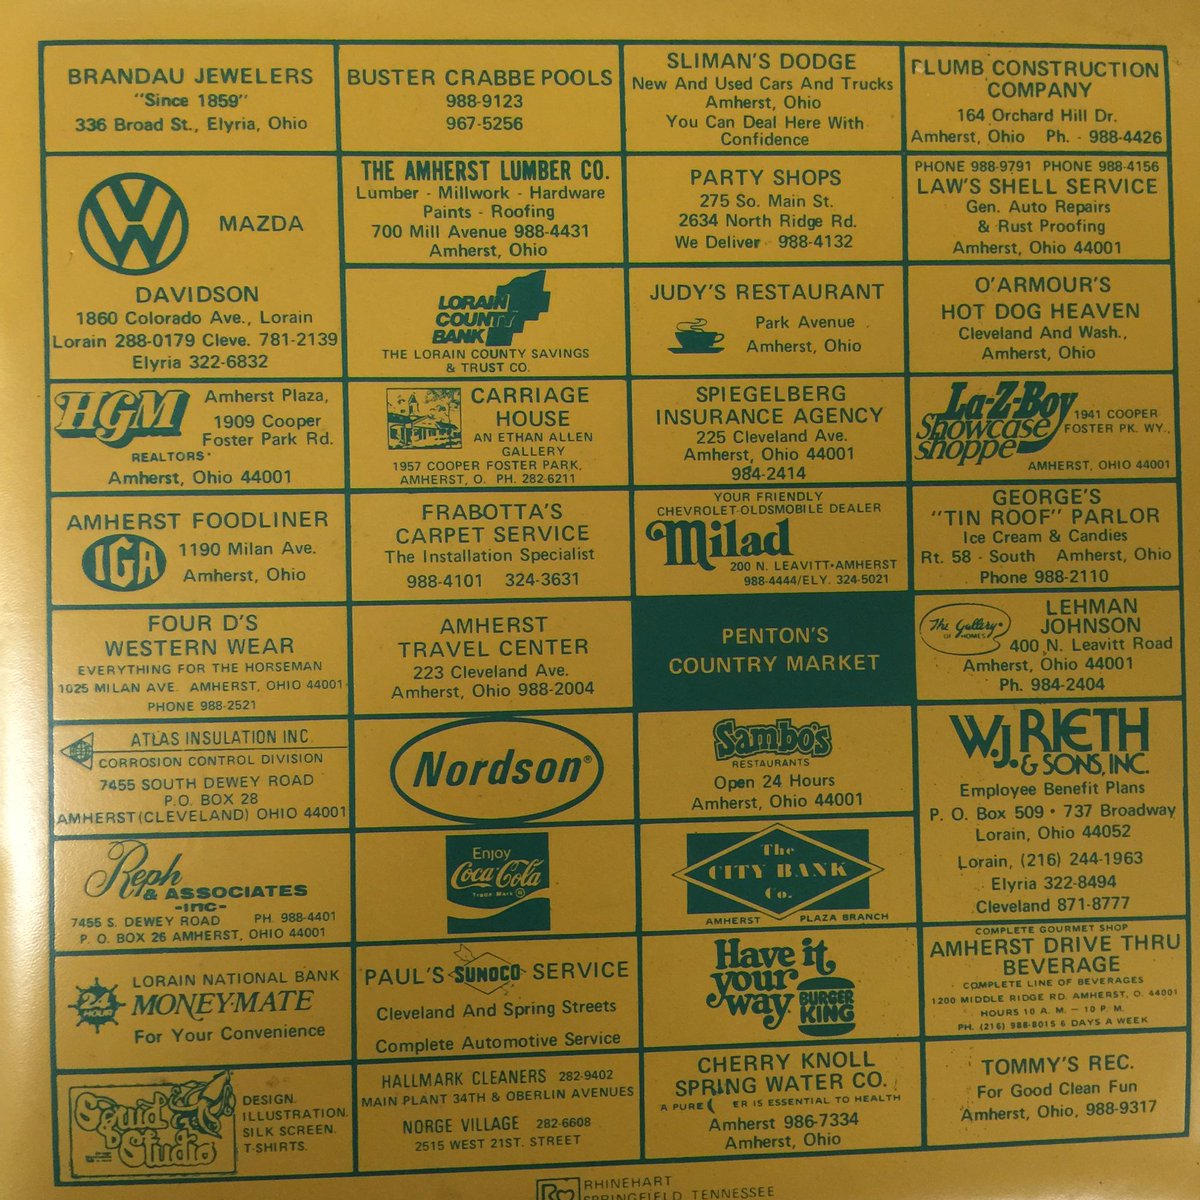 BRANDAU JEWELERS
"Since 1859"
336 Broad St., Elyria, Ohio
BUSTER CRABBE POOLS
988-9123
967-5256
SLIMAN'S DODGE
New And Used Cars And Trucks
Amherst, Ohio
You Can Deal Here With
Confidence
PLUMB CONSTRUCTION
COMPANY
164 Orchard Hill Dr.
Amherst, Ohio Ph. - 988-4426
VW
MAZDA
DAVIDSON
1860 Colorado Ave., Lorain
Lorain 288-0179 Cleve. 781-2139
Elyria 322-6832
THE AMHERST LUMBER CO.
Lumber - Millwork - Hardware
Paints - Roofing
700 Mill Avenue 988-4431
Amherst, Ohio
PARTY SHOPS
275 So. Main St.
2634 North Ridge Rd.
We Deliver 988-4132
PHONE 988-9791 PHONE 988-4156
LAW'S SHELL SERVICE
Gen. Auto Repairs
& Rust Proofing
Amherst, Ohio 44001
LORAIN
COUNTY
BANK
THE LORAIN COUNTY SAVINGS
& TRUST CO.
JUDY'S RESTAURANT
Park Avenue
Amherst, Ohio
O'ARMOUR'S
HOT DOG HEAVEN
Cleveland And Wash.,
Amherst, Ohio
HGM
REALTORS
Amherst Plaza,
1909 Cooper
Foster Park Rd.
Amherst, Ohio 44001
CARRIAGE
HOUSE
AN ETHAN ALLEN
GALLERY
1957 COOPER FOSTER PARK,
AMHERST, O. PH. 282-6211
SPIEGELBERG
INSURANCE AGENCY
225 Cleveland Ave.
Amherst, Ohio 44001
984-2414
La-Z-Boy
Showcase
Shoppe
1941 COOPER
FOSTER PK. WY.,
AMHERST, OHIO 44001
AMHERST FOODLINER
IGA
1190 Milan Ave.
Amherst, Ohio
FRABOTTA'S
CARPET SERVICE
The Installation Specialist
988-4101 324-3631
YOUR FRIENDLY
CHEVROLET-OLDSMOBILE DEALER
Milad
200 N. LEAVITT•AMHERST
988-4444/ELY. 324-5021
GEORGE'S
"TIN ROOF" PARLOR
Ice Cream & Candies
Rt. 58 - South Amherst, Ohio
Phone 988-2110
FOUR D'S
WESTERN WEAR
EVERYTHING FOR THE HORSEMAN
1025 MILAN AVE. AMHERST, OHIO 44001
PHONE 988-2521
AMHERST
TRAVEL CENTER
223 Cleveland Ave.
Amherst, Ohio 988-2004
PENTON'S
COUNTRY MARKET
The Gallery
OF HOMES
LEHMAN
JOHNSON
400 N. Leavitt Road
Amherst, Ohio 44001
Ph. 984-2404
ATLAS INSULATION INC.
CORROSION CONTROL DIVISION
7455 SOUTH DEWEY ROAD
P.O. BOX 28
AMHERST (CLEVELAND) OHIO 44001
Nordson®
Sambo's
RESTAURANTS
Open 24 Hours
Amherst, Ohio 44001
W.J. RIETH
& SONS, INC.
Employee Benefit Plans
P. O. Box 509 • 737 Broadway
Lorain, Ohio 44052
Lorain, (216) 244-1963
Elyria 322-8494
Cleveland 871-8777
Reph
& ASSOCIATES
-inc-
7455 S. DEWEY ROAD PH. 988-4401
P. O. BOX 26 AMHERST, OHIO 44001
Enjoy
Coca-Cola
Trade Mark ®
The
CITY BANK
Co.
AMHERST PLAZA BRANCH
24
HOUR
LORAIN NATIONAL BANK
MONEY-MATE
For Your Convenience
PAUL'S SUNOCO SERVICE
Cleveland And Spring Streets
Complete Automotive Service
Have it
your
way
BURGER
KING
COMPLETE GOURMET SHOP
AMHERST DRIVE THRU
BEVERAGE
COMPLETE LINE OF BEVERAGES
1200 MIDDLE RIDGE RD. AMHERST, O. 44001
HOURS 10 A.M. – 10 P.M.
PH. (216) 988-8015 6 DAYS A WEEK
Squid
Studio
DESIGN.
ILLUSTRATION.
SILK SCREEN.
T-SHIRTS.
HALLMARK CLEANERS 282-9402
MAIN PLANT 34TH & OBERLIN AVENUES
NORGE VILLAGE 282-6608
2515 WEST 21ST. STREET
CHERRY KNOLL
SPRING WATER CO.
A PURE ER IS ESSENTIAL TO HEALTH
Amherst 986-7334
Amherst, Ohio
TOMMY'S REC.
For Good Clean Fun
Amherst, Ohio, 988-9317
RHINEHART
SPRINGFIELD, TENNESSEE